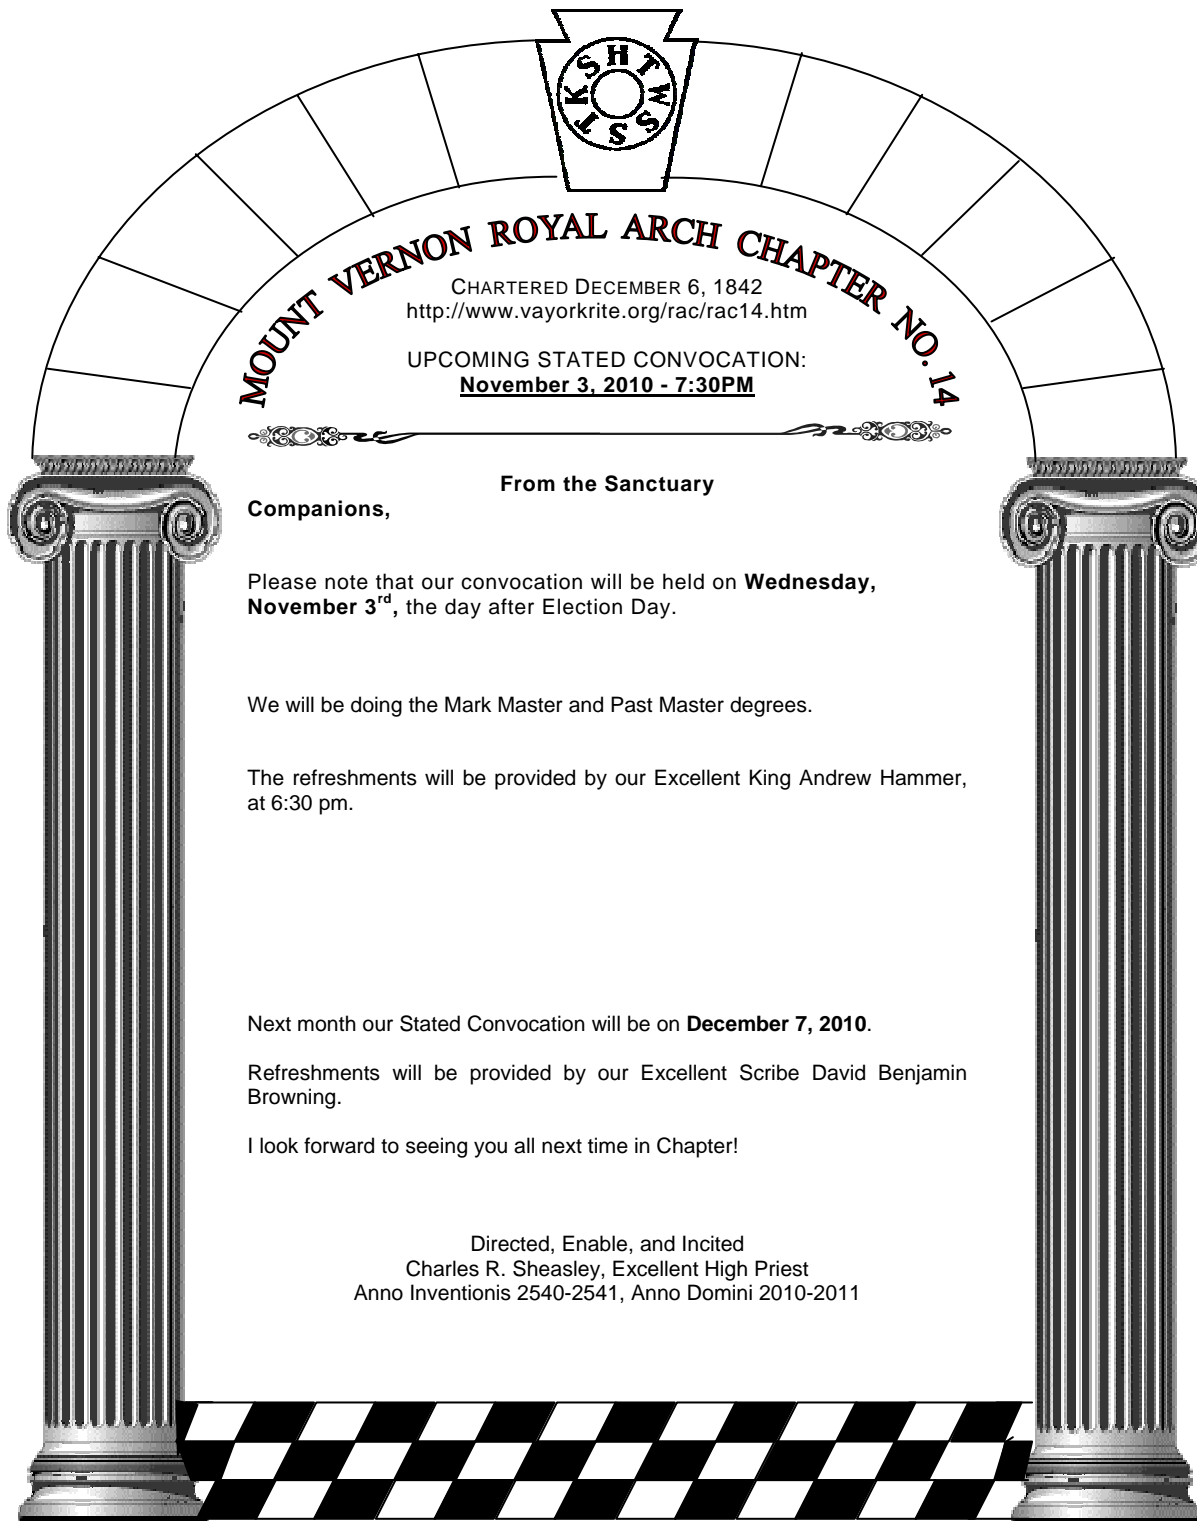 HTWSSTKS
MOUNT VERNON ROYAL ARCH CHAPTER NO. 14
CHARTERED DECEMBER 6, 1842
http://www.vayorkrite.org/rac/rac14.htm
UPCOMING STATED CONVOCATION:
November 3, 2010 - 7:30PM
From the Sanctuary
Companions,
Please note that our convocation will be held on Wednesday,
November 3rd, the day after Election Day.
We will be doing the Mark Master and Past Master degrees.
The refreshments will be provided by our Excellent King Andrew Hammer,
at 6:30 pm.
Next month our Stated Convocation will be on December 7, 2010.
Refreshments will be provided by our Excellent Scribe David Benjamin
Browning.
I look forward to seeing you all next time in Chapter!
Directed, Enable, and Incited
Charles R. Sheasley, Excellent High Priest
Anno Inventionis 2540-2541, Anno Domini 2010-2011